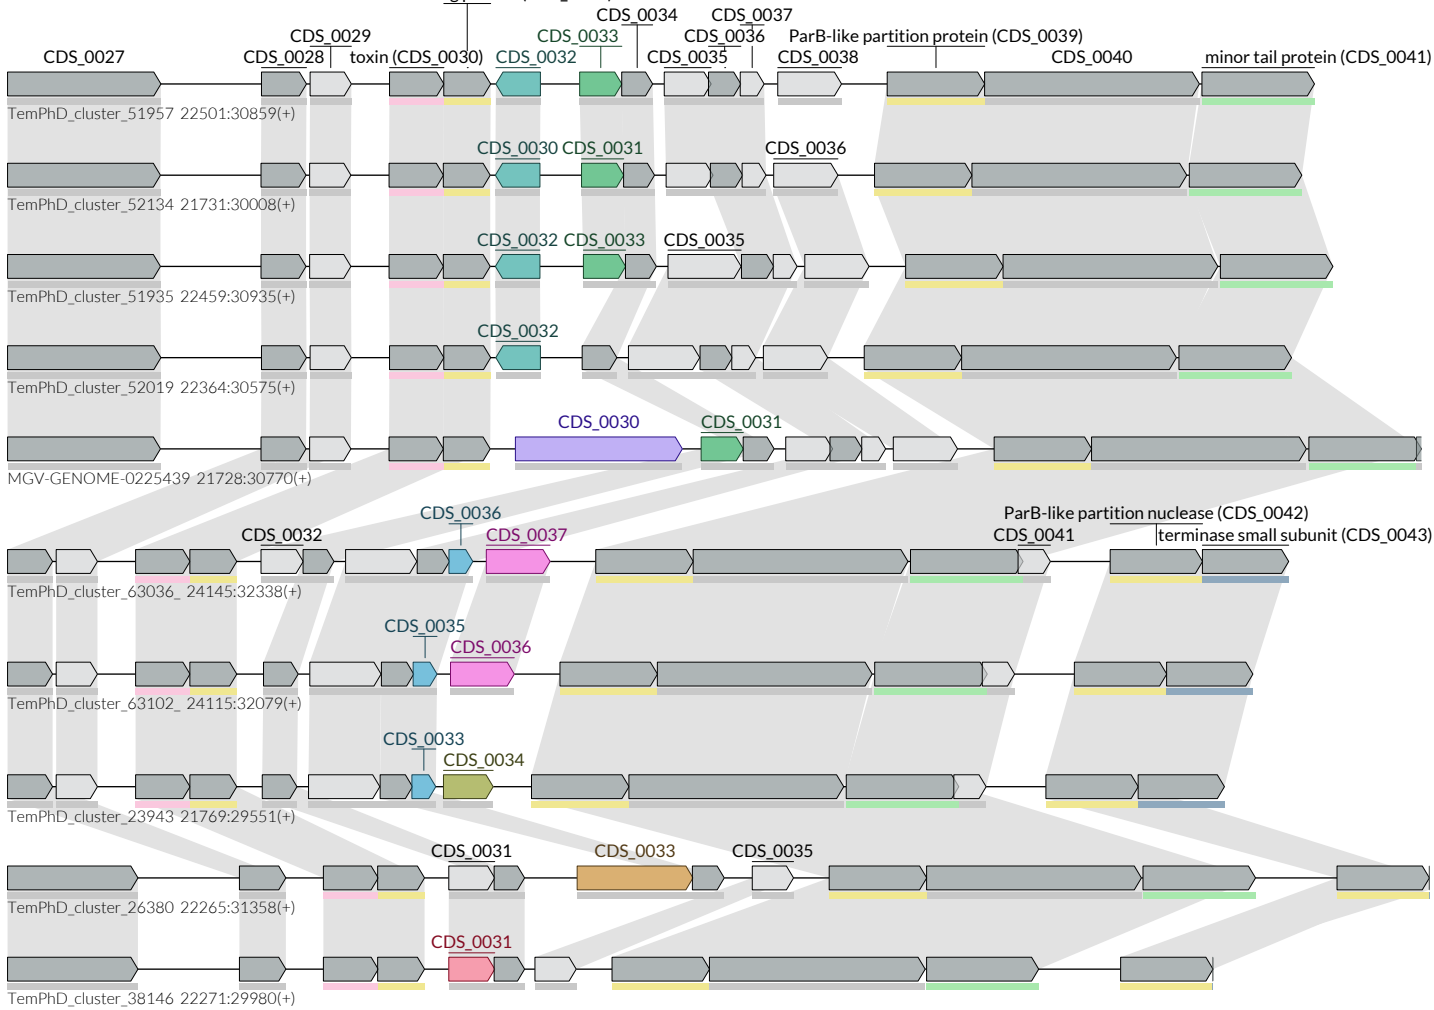 CDS_0034 CDS_0037
CDS_0029 CDS_0033 CDS_0036 ParB-like partition protein (CDS_0039)
CDS_0027 CDS_0028 toxin (CDS_0030) CDS_0032 CDS_0035 CDS_0038 CDS_0040 minor tail protein (CDS_0041)
TemPhD_cluster_51957 22501:30859(+)
CDS_0030 CDS_0031 CDS_0036
TemPhD_cluster_52134 21731:30008(+)
CDS_0032 CDS_0033 CDS_0035
TemPhD_cluster_51935 22459:30935(+)
CDS_0032
TemPhD_cluster_52019 22364:30575(+)
CDS_0030 CDS_0031
MGV-GENOME-0225439 21728:30770(+)
CDS_0036 ParB-like partition nuclease (CDS_0042)
CDS_0032 CDS_0037 CDS_0041 terminase small subunit (CDS_0043)
TemPhD_cluster_63036_ 24145:32338(+)
CDS_0035
CDS_0036
TemPhD_cluster_63102_ 24115:32079(+)
CDS_0033
CDS_0034
TemPhD_cluster_23943 21769:29551(+)
CDS_0031 CDS_0033 CDS_0035
TemPhD_cluster_26380 22265:31358(+)
CDS_0031
TemPhD_cluster_38146 22271:29980(+)